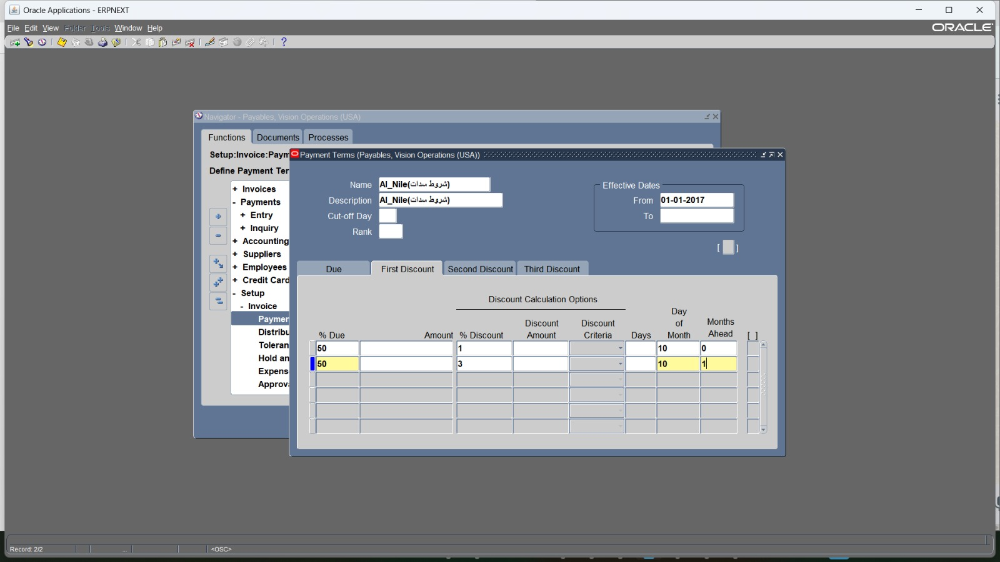 Oracle Applications - ERPNEXT
File Edit View Folder Tools Window Help
ORACLE
Navigator - Payables, Vision Operations (USA)
Functions Documents Processes
Setup:Invoice:Paym
Define Payment Ter
+ Invoices
- Payments
+ Entry
+ Inquiry
+ Accounting
+ Suppliers
+ Employees
+ Credit Card
- Setup
- Invoice
Paymer
Distribu
Toleran
Hold an
Expens
Approva
Payment Terms (Payables, Vision Operations (USA))
Name Al_Nile(شروط سدات)
Description Al_Nile(شروط سدات)
Cut-off Day
Rank
Effective Dates
From 01-01-2017
To
[ ]
Due First Discount Second Discount Third Discount
Discount Calculation Options
% Due Amount % Discount Discount Amount Discount Criteria Days Day of Month Months Ahead [ ]
50 1 10 0
50 3 10 1
Record: 2/2 ... <OSC>